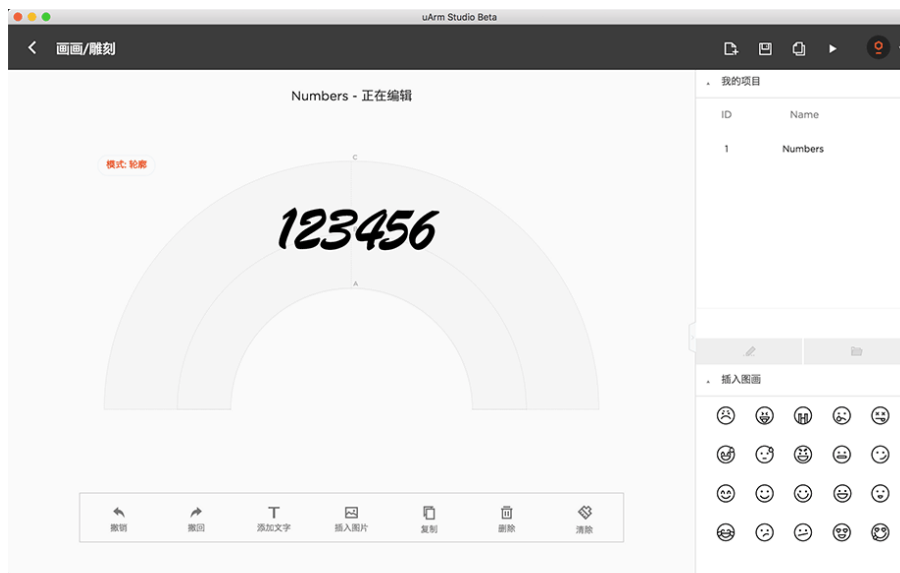 uArm Studio Beta
画画/雕刻
Numbers - 正在编辑
模式: 轮廓
C
123456
A
撤销
撤回
添加文字
插入图片
复制
删除
清除
我的项目
ID Name
1 Numbers
插入图画